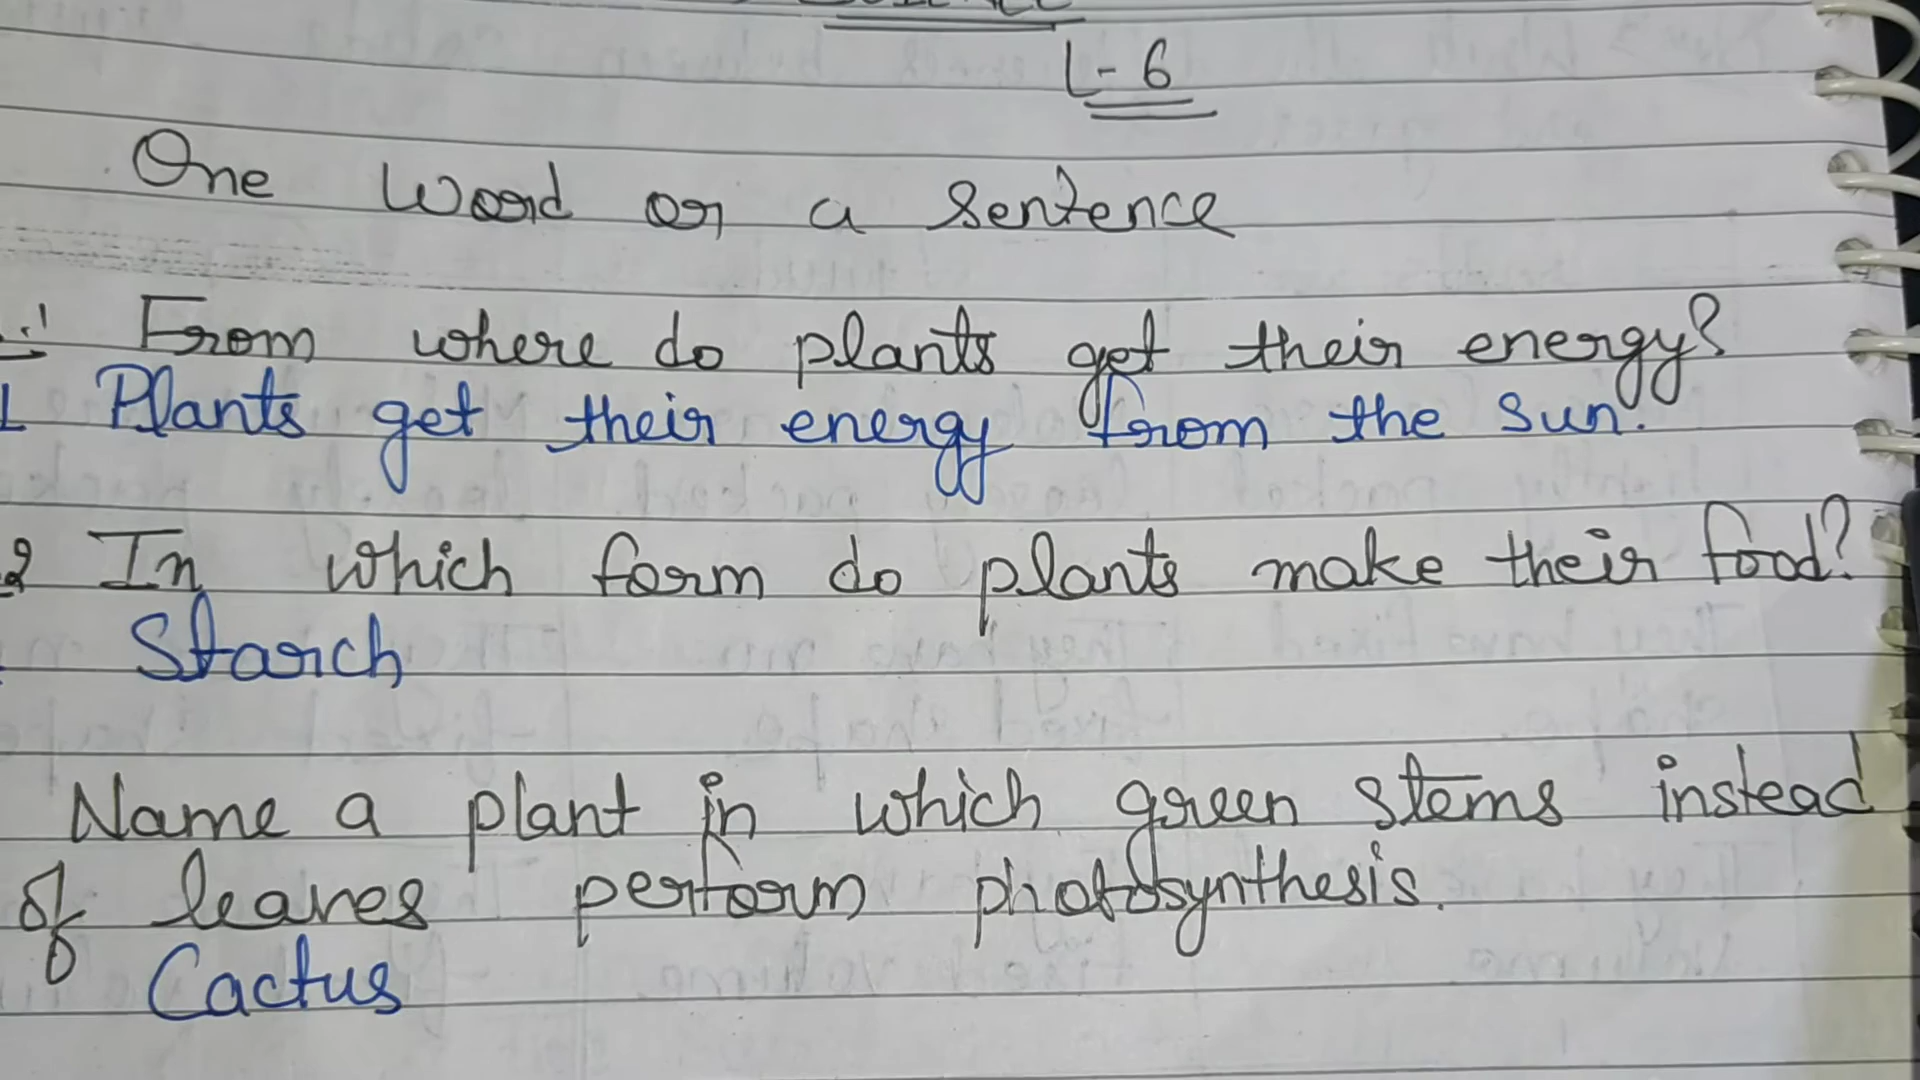 L-6
One Word or a sentence
.1 From where do plants get their energy?
1 Plants get their energy from the sun.
2 In which form do plants make their food?
Starch
Name a plant in which green stems instead
of leaves perform photosynthesis.
Cactus